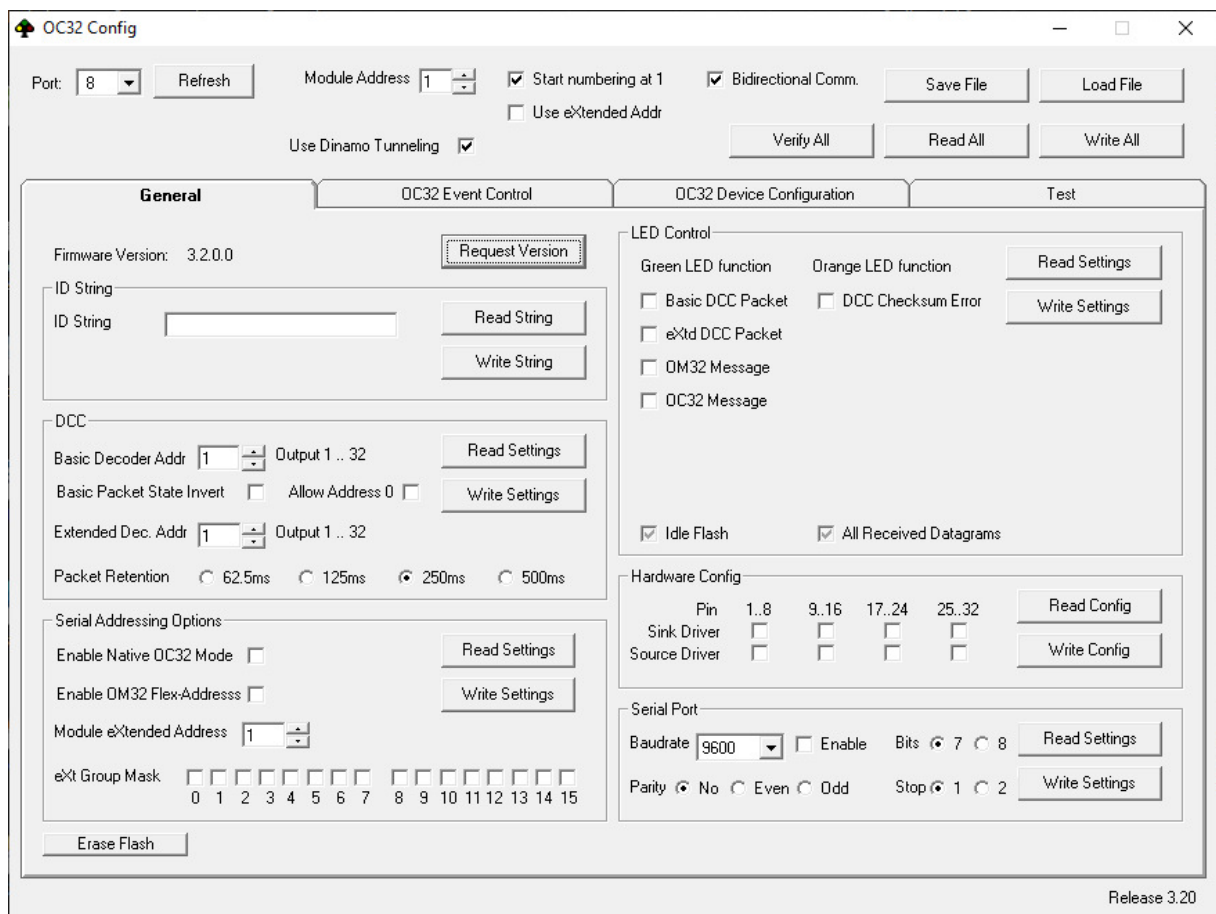 OC32 Config
Port: 8 Refresh Module Address 1 Start numbering at 1 Bidirectional Comm. Save File Load File
Use eXtended Addr
Use Dinamo Tunneling Verify All Read All Write All
General OC32 Event Control OC32 Device Configuration Test
Firmware Version: 3.2.0.0 Request Version
ID String
ID String Read String
Write String
DCC
Basic Decoder Addr 1 Output 1 .. 32 Read Settings
Basic Packet State Invert Allow Address 0 Write Settings
Extended Dec. Addr 1 Output 1 .. 32
Packet Retention 62.5ms 125ms 250ms 500ms
Serial Addressing Options
Enable Native OC32 Mode Read Settings
Enable OM32 Flex-Addresss Write Settings
Module eXtended Address 1
eXt Group Mask
0 1 2 3 4 5 6 7 8 9 10 11 12 13 14 15
Erase Flash
LED Control
Green LED function Orange LED function Read Settings
Basic DCC Packet DCC Checksum Error Write Settings
eXtd DCC Packet
OM32 Message
OC32 Message
Idle Flash All Received Datagrams
Hardware Config
Pin 1..8 9..16 17..24 25..32 Read Config
Sink Driver
Source Driver Write Config
Serial Port
Baudrate 9600 Enable Bits 7 8 Read Settings
Parity No Even Odd Stop 1 2 Write Settings
Release 3.20